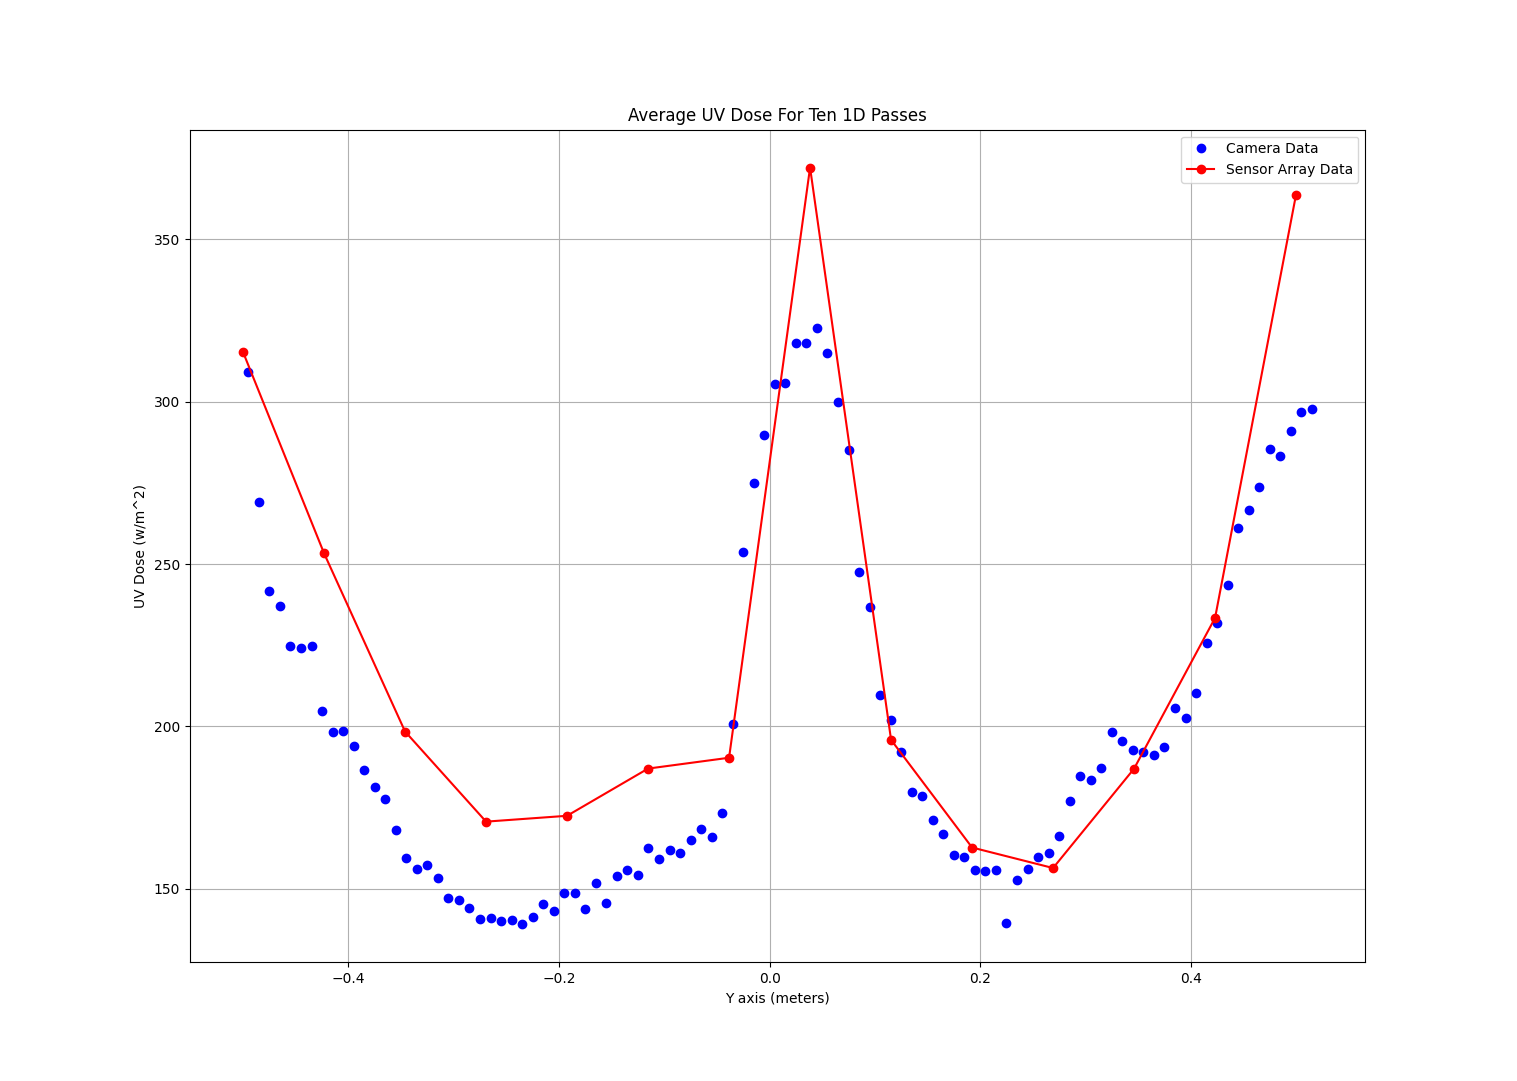 Average UV Dose For Ten 1D Passes
Camera Data
Sensor Array Data
350
300
250
200
150
UV Dose (w/m^2)
−0.4
−0.2
0.0
0.2
0.4
Y axis (meters)